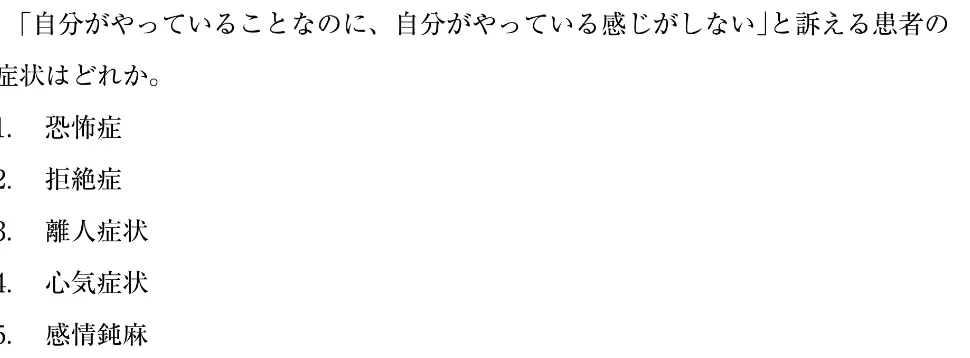 「自分がやっていることなのに、自分がやっている感じがしない」と訴える患者の
症状はどれか。
1. 恐怖症
2. 拒絶症
3. 離人症状
4. 心気症状
5. 感情鈍麻